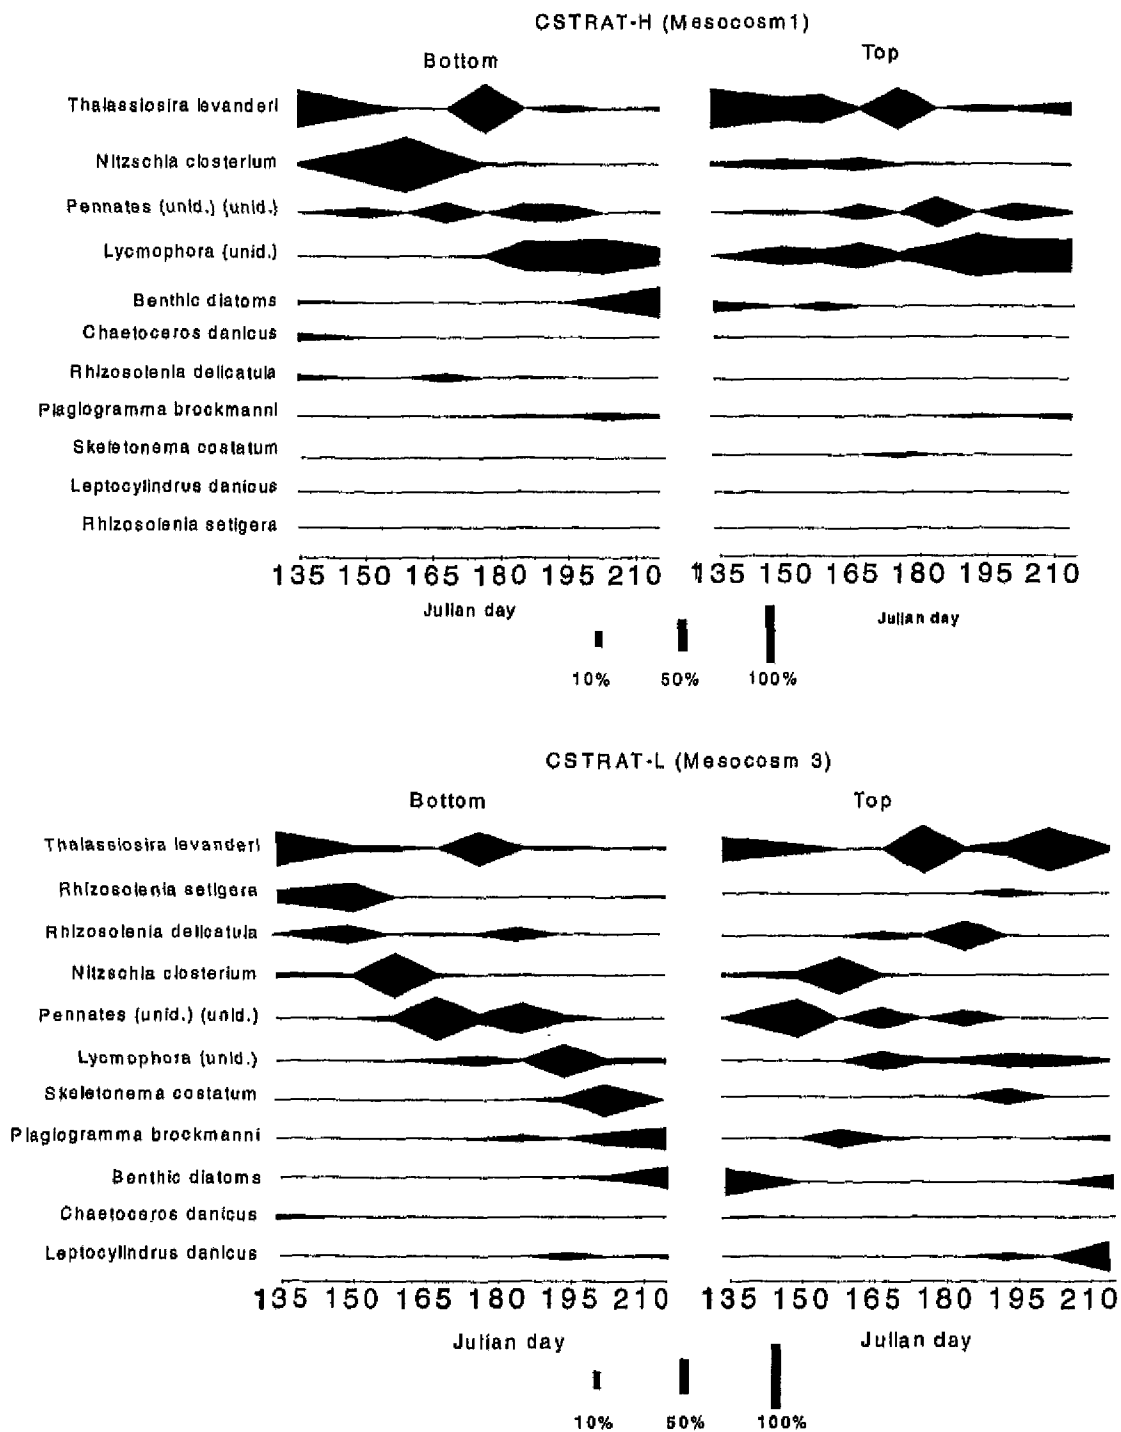 CSTRAT-H (Mesocosm1)
Bottom Top
Thalassiosira levanderi
Nitzschia closterium
Pennates (unid.) (unid.)
Lycmophora (unid.)
Benthic diatoms
Chaetoceros danicus
Rhizosolenia delicatula
Plagiogramma brockmanni
Skeletonema costatum
Leptocylindrus danicus
Rhizosolenia setigera
135 150 165 180 195 210 135 150 165 180 195 210
Julian day Julian day
10% 50% 100%
CSTRAT-L (Mesocosm 3)
Bottom Top
Thalassiosira levanderi
Rhizosolenia setigera
Rhizosolenia delicatula
Nitzschia closterium
Pennates (unid.) (unid.)
Lycmophora (unid.)
Skeletonema costatum
Plagiogramma brockmanni
Benthic diatoms
Chaetoceros danicus
Leptocylindrus danicus
135 150 165 180 195 210 135 150 165 180 195 210
Julian day Julian day
10% 50% 100%